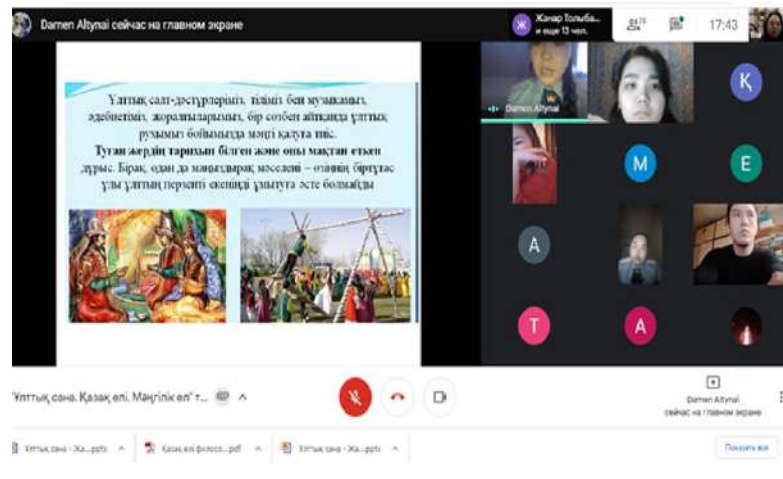 Damen Altynai сейчас на главном экране
Жанар Толыба...
и еще 13 чел.
17:43
Ұлттық салт-дәстүрлеріміз, тіліміз бен музыкамыз,
әдебиетіміз, жоралғыларымыз, бір сөзбен айтқанда ұлттық
рухымыз бойымызда мәңгі қалуға тиіс.
Туған жердің тарихын білген және оны мақтан еткен
дұрыс. Бірақ, одан да маңыздырақ мәселені – өзіңнің біртұтас
ұлы ұлттың перзенті екеніңді ұмытуға әсте болмайды
Damen Altynai
Ж
Қ
М
Е
А
Т
А
"Ұлттық сана. Қазақ елі. Мәңгілік ел" т...
Damen Altynai
сейчас на главном экране
Ұлттық сана - Жа....pptx
Қазақ елі филосо....pdf
Ұлттық сана - Жа....pptx
Показать все